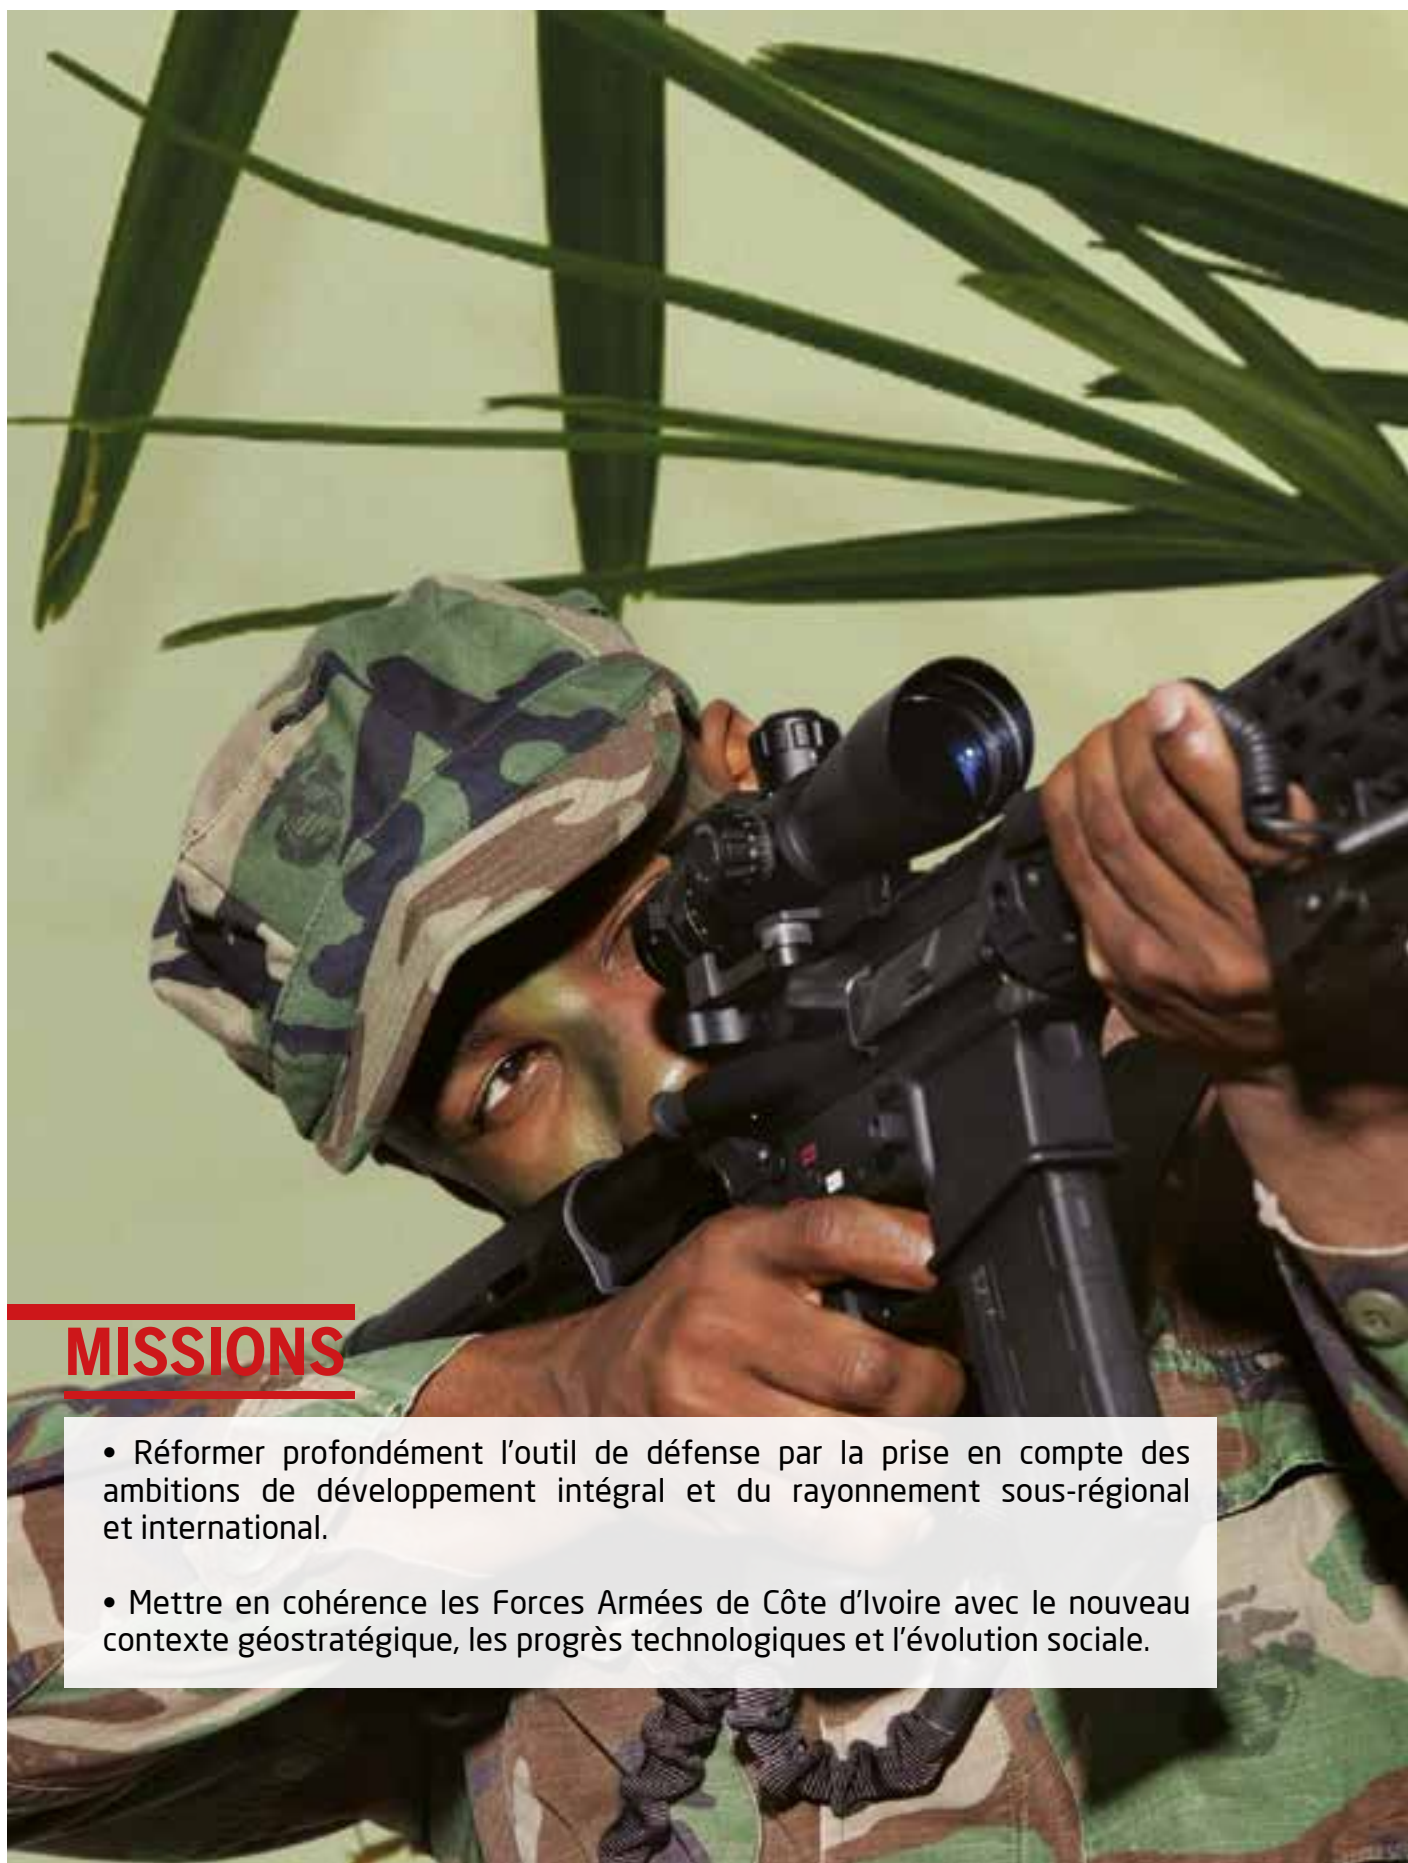 MISSIONS
• Réformer profondément l'outil de défense par la prise en compte des
ambitions de développement intégral et du rayonnement sous-régional
et international.
• Mettre en cohérence les Forces Armées de Côte d'Ivoire avec le nouveau
contexte géostratégique, les progrès technologiques et l'évolution sociale.